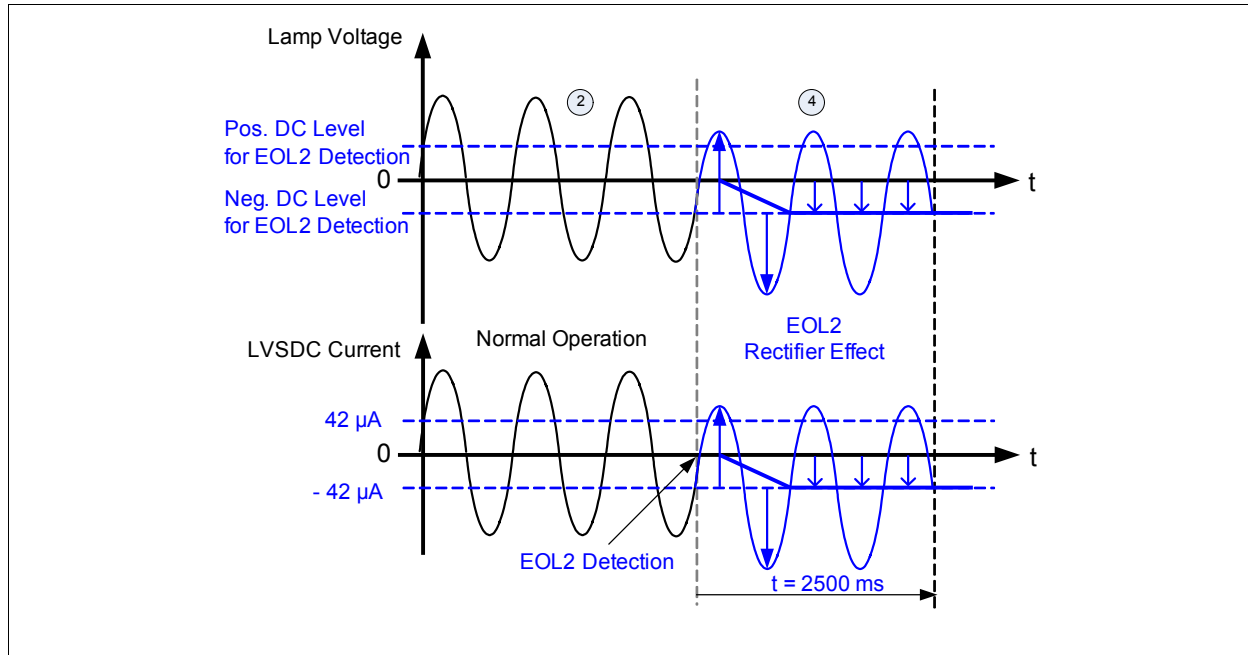 Lamp Voltage
2
4
Pos. DC Level
for EOL2 Detection
0
t
Neg. DC Level
for EOL2 Detection
Normal Operation
EOL2
Rectifier Effect
LVSDC Current
42 µA
0
t
- 42 µA
EOL2 Detection
t = 2500 ms